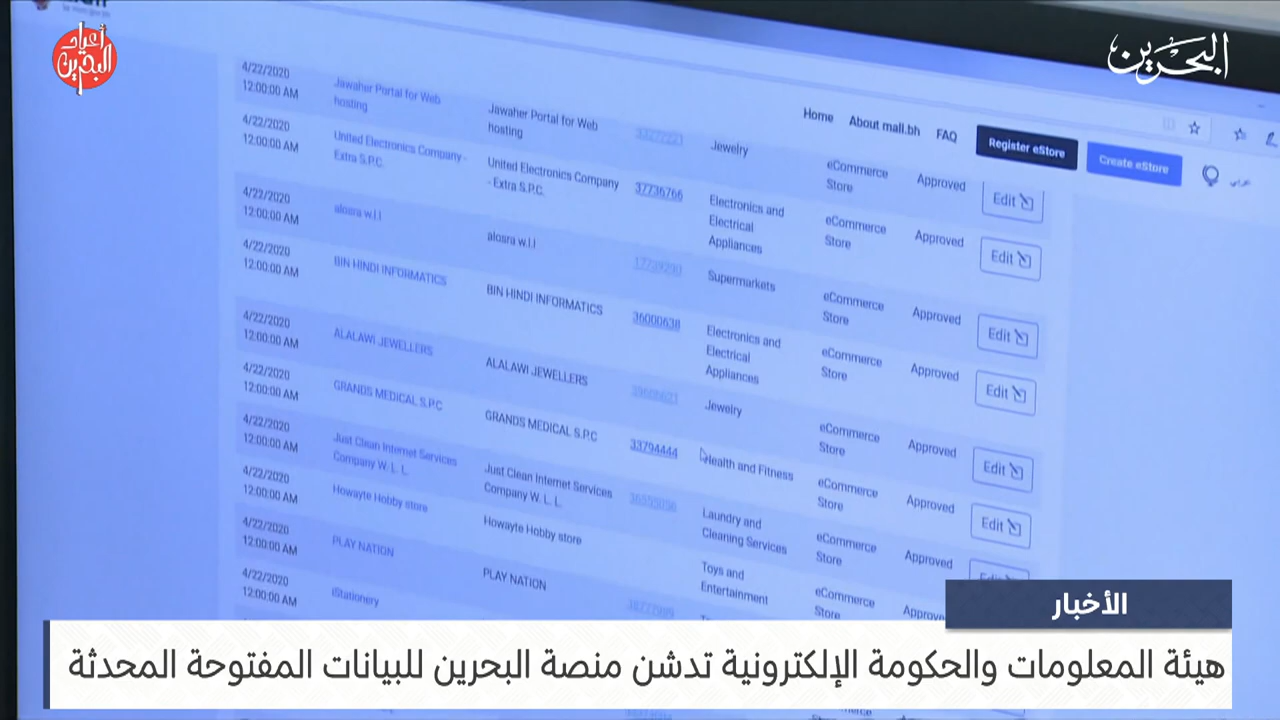 أعياد
البحرين
البحرين
Home About mall.bh FAQ Register eStore Create eStore عربي
4/22/2020
12:00:00 AM
Jawaher Portal for Web
hosting
Jawaher Portal for Web
hosting
Jewelry
eCommerce
Store
Approved
Edit
4/22/2020
12:00:00 AM
United Electronics Company -
Extra S.P.C.
United Electronics Company
- Extra S.P.C.
37736766
Electronics and
Electrical
Appliances
eCommerce
Store
Approved
Edit
4/22/2020
12:00:00 AM
alosra w.l.l
alosra w.l.l
Supermarkets
eCommerce
Store
Approved
Edit
4/22/2020
12:00:00 AM
BIN HINDI INFORMATICS
BIN HINDI INFORMATICS
36000638
Electronics and
Electrical
Appliances
eCommerce
Store
Approved
Edit
4/22/2020
12:00:00 AM
ALALAWI JEWELLERS
ALALAWI JEWELLERS
Jewelry
eCommerce
Store
Approved
Edit
4/22/2020
12:00:00 AM
GRANDS MEDICAL S.P.C
GRANDS MEDICAL S.P.C
33794444
Health and Fitness
eCommerce
Store
Approved
Edit
4/22/2020
12:00:00 AM
Just Clean Internet Services
Company W. L. L.
Just Clean Internet Services
Company W. L. L.
Laundry and
Cleaning Services
eCommerce
Store
Approved
4/22/2020
12:00:00 AM
Howayte Hobby store
Howayte Hobby store
Toys and
Entertainment
eCommerce
Store
4/22/2020
12:00:00 AM
PLAY NATION
PLAY NATION
4/22/2020
12:00:00 AM
iStationery
الأخبار
هيئة المعلومات والحكومة الإلكترونية تدشن منصة البحرين للبيانات المفتوحة المحدثة